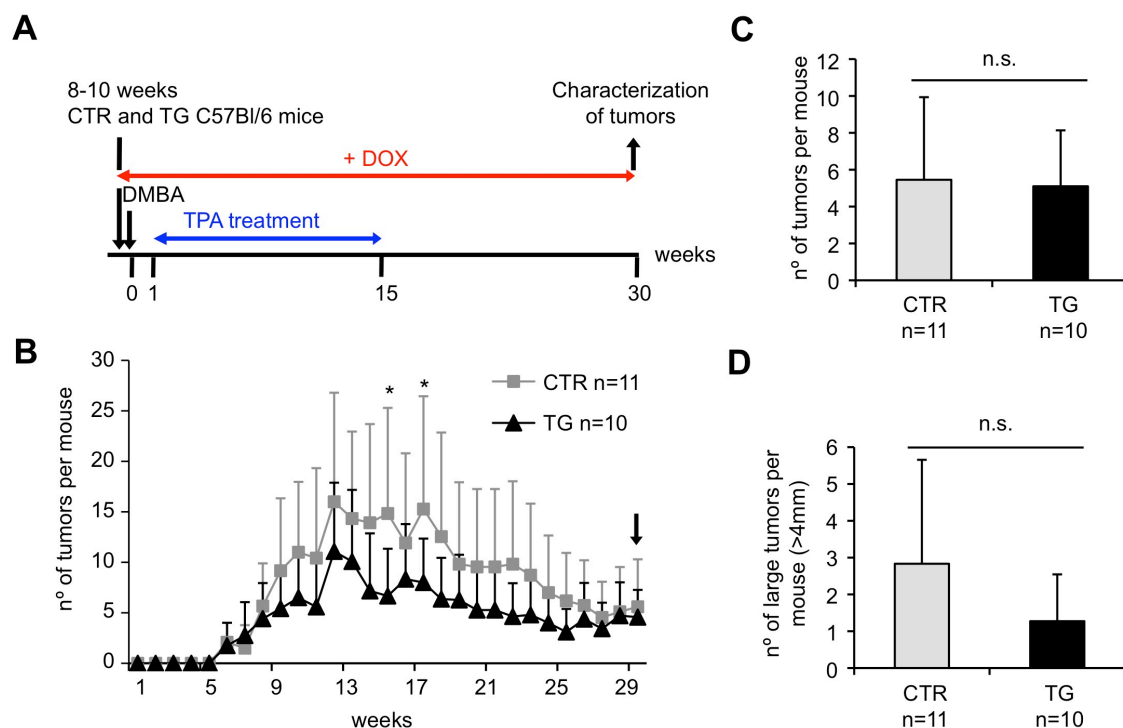 A
8-10 weeks
CTR and TG C57Bl/6 mice
Characterization
of tumors
+ DOX
DMBA
TPA treatment
weeks
0 1 15 30
B
nº of tumors per mouse
30
25
20
15
10
5
0
* *
CTR n=11
TG n=10
1 5 9 13 17 21 25 29
weeks
C
nº of tumors per mouse
12
10
8
6
4
2
0
n.s.
CTR TG
n=11 n=10
D
nº of large tumors per
mouse (>4mm)
6
5
4
3
2
1
0
n.s.
CTR TG
n=11 n=10